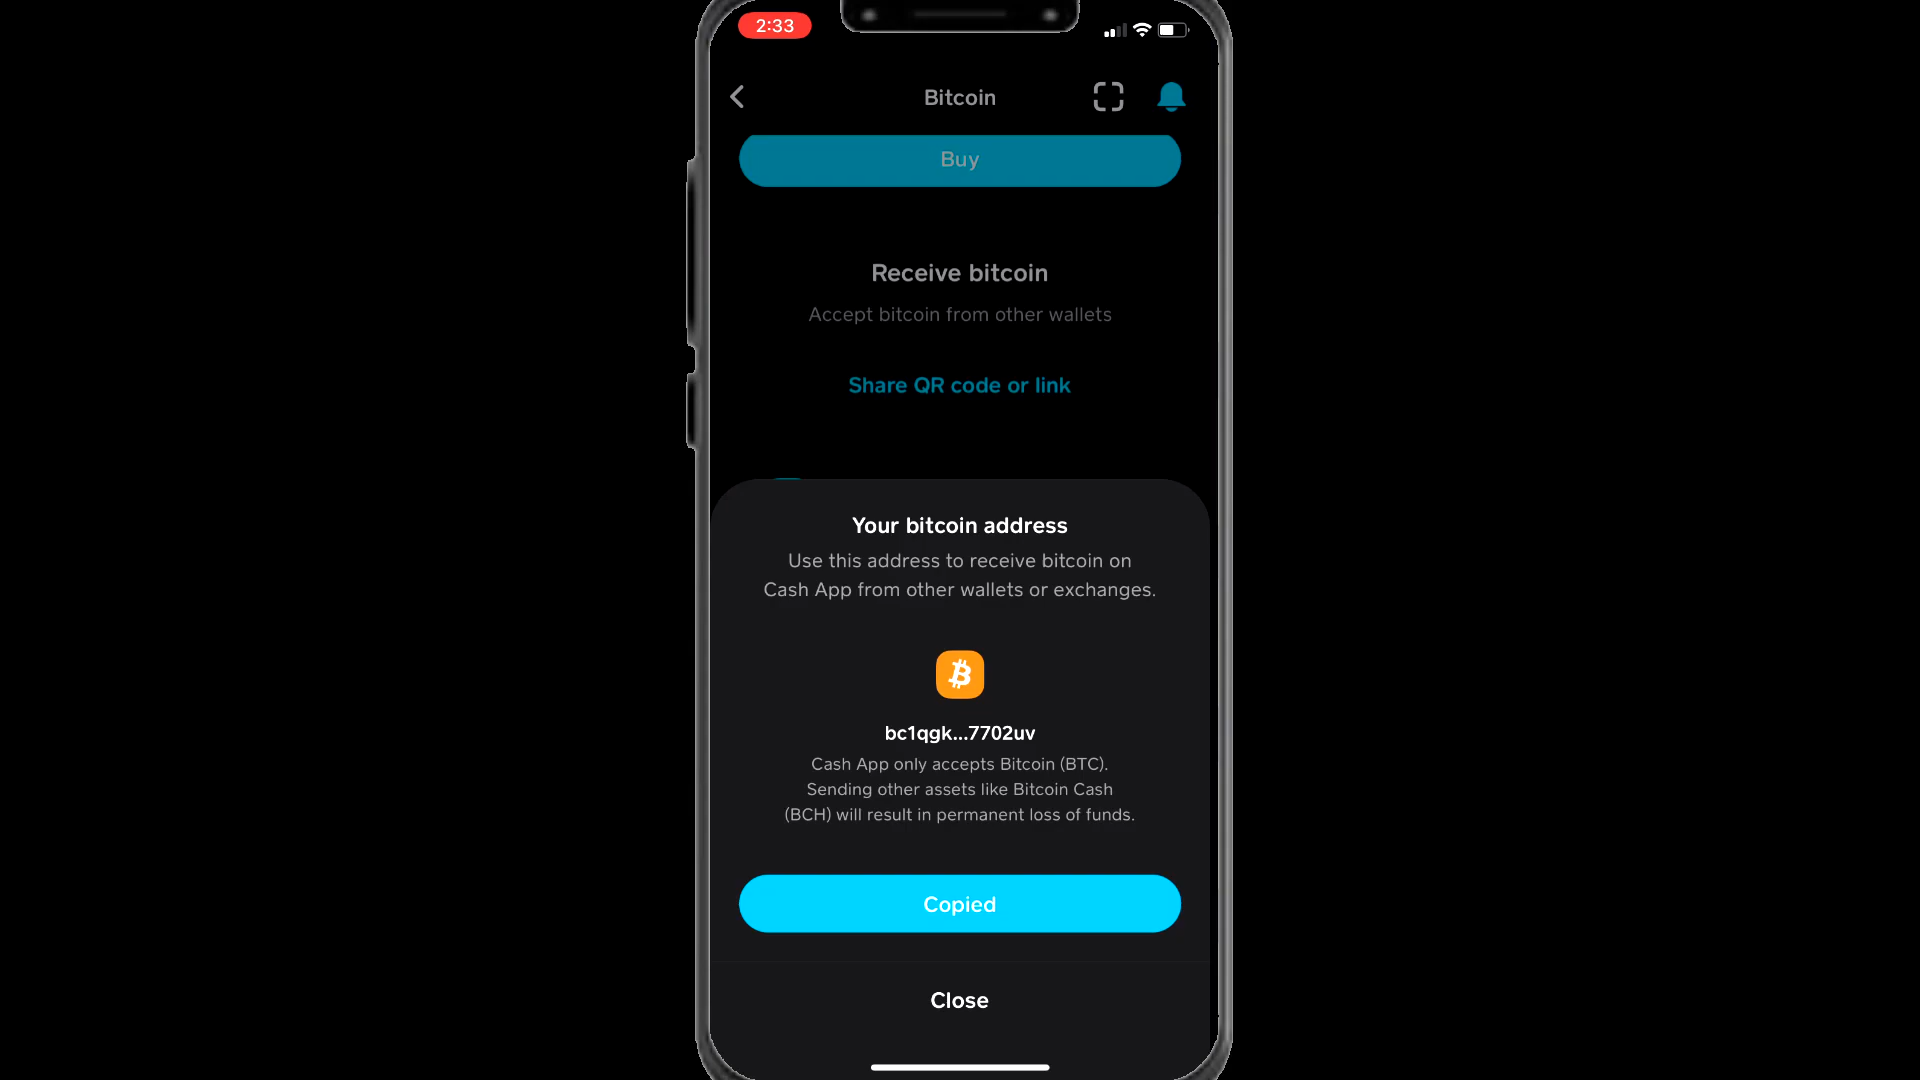 2:33
Bitcoin
Buy
Receive bitcoin
Accept bitcoin from other wallets
Share QR code or link
Your bitcoin address
Use this address to receive bitcoin on
Cash App from other wallets or exchanges.
bc1qgk...7702uv
Cash App only accepts Bitcoin (BTC).
Sending other assets like Bitcoin Cash
(BCH) will result in permanent loss of funds.
Copied
Close